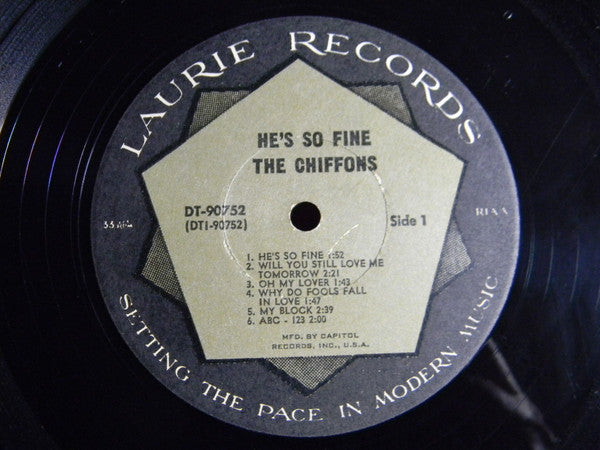 LAURIE RECORDS
HE'S SO FINE
THE CHIFFONS
DT-90752
(DT1-90752)
Side 1
33 RPM
RIAA
1. HE'S SO FINE 1:52
2. WILL YOU STILL LOVE ME
TOMORROW 2:21
3. OH MY LOVER 1:43
4. WHY DO FOOLS FALL
IN LOVE 1:47
5. MY BLOCK 2:39
6. ABC - 123 2:00
MFD. BY CAPITOL
RECORDS, INC., U.S.A.
SETTING THE PACE IN MODERN MUSIC